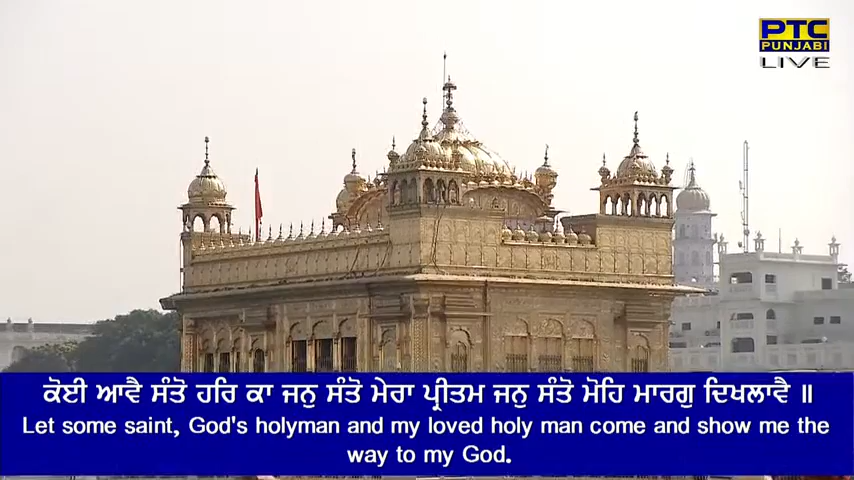 PTC
PUNJABI
LIVE
ਕੋਈ ਆਵੈ ਸੰਤੋ ਹਰਿ ਕਾ ਜਨੁ ਸੰਤੋ ਮੇਰਾ ਪ੍ਰੀਤਮ ਜਨੁ ਸੰਤੋ ਮੋਹਿ ਮਾਰਗੁ ਦਿਖਲਾਵੈ ॥
Let some saint, God's holyman and my loved holy man come and show me the
way to my God.